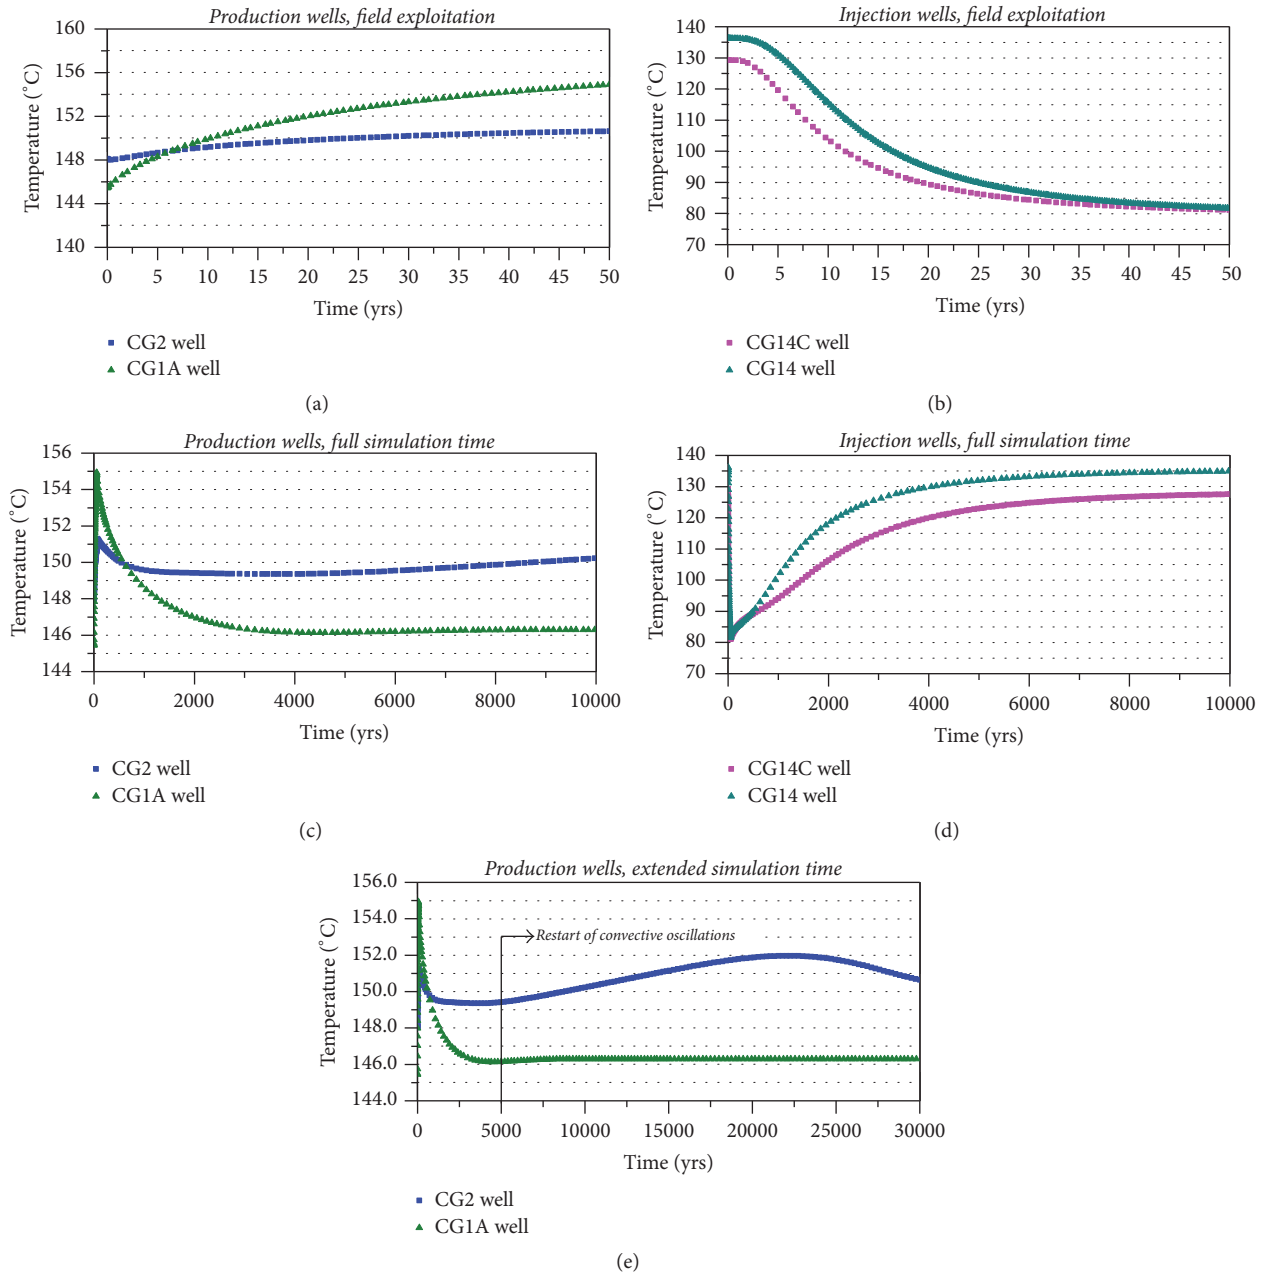 Production wells, field exploitation
160
156
152
148
144
140
Temperature (°C)
0 5 10 15 20 25 30 35 40 45 50
Time (yrs)
CG2 well
CG1A well
(a)
Injection wells, field exploitation
140
130
120
110
100
90
80
70
Temperature (°C)
0 5 10 15 20 25 30 35 40 45 50
Time (yrs)
CG14C well
CG14 well
(b)
Production wells, full simulation time
156
154
152
150
148
146
144
Temperature (°C)
0 2000 4000 6000 8000 10000
Time (yrs)
CG2 well
CG1A well
(c)
Injection wells, full simulation time
140
130
120
110
100
90
80
70
Temperature (°C)
0 2000 4000 6000 8000 10000
Time (yrs)
CG14C well
CG14 well
(d)
Production wells, extended simulation time
156.0
154.0
152.0
150.0
148.0
146.0
144.0
Temperature (°C)
Restart of convective oscillations
0 5000 10000 15000 20000 25000 30000
Time (yrs)
CG2 well
CG1A well
(e)